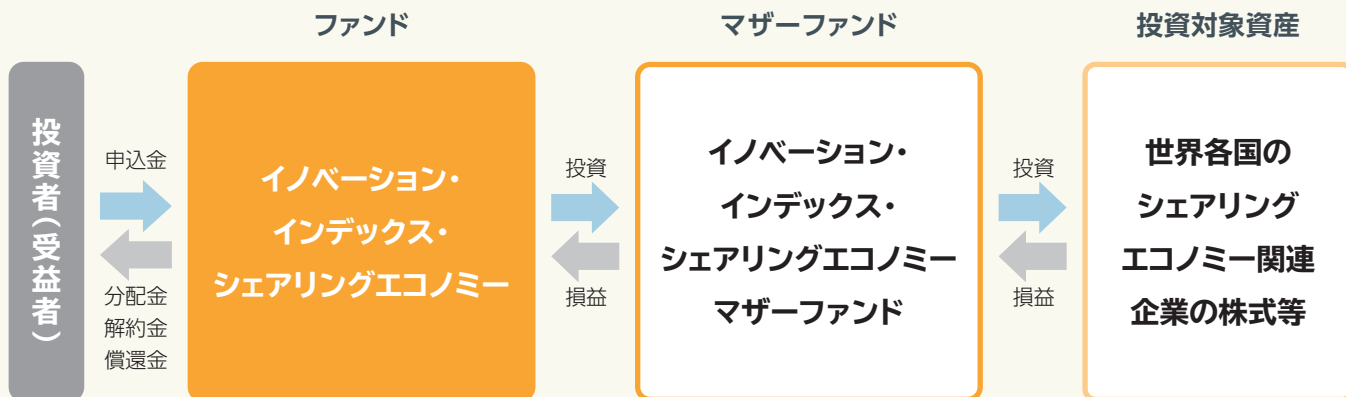 ファンド
マザーファンド
投資対象資産
投資者(受益者)
申込金
分配金
解約金
償還金
イノベーション・
インデックス・
シェアリングエコノミー
投資
損益
イノベーション・
インデックス・
シェアリングエコノミー
マザーファンド
投資
損益
世界各国の
シェアリング
エコノミー関連
企業の株式等